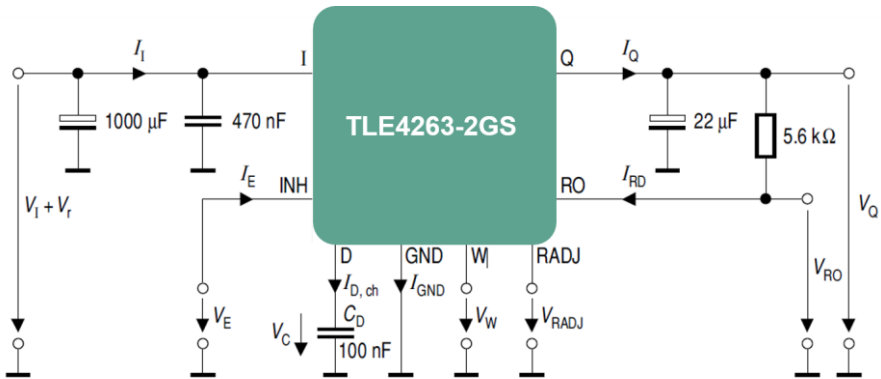 I_I
I
Q
I_Q
1000 µF
470 nF
TLE4263-2GS
22 µF
5.6 kΩ
I_E
INH
RO
I_RD
V_I + V_r
V_Q
D
GND
W
RADJ
I_D, ch
I_GND
V_RO
V_E
V_C
C_D
100 nF
V_W
V_RADJ